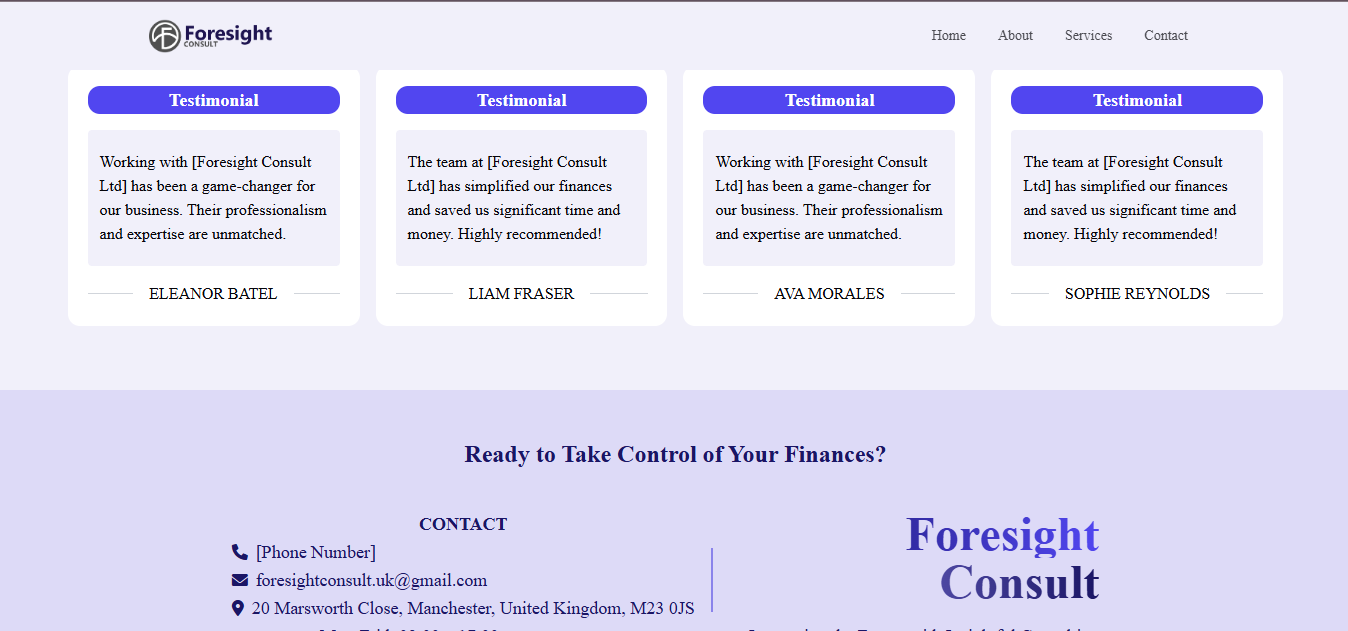 Foresight
CONSULT
Home About Services Contact
Testimonial
Working with [Foresight Consult
Ltd] has been a game-changer for
our business. Their professionalism
and expertise are unmatched.
ELEANOR BATEL
Testimonial
The team at [Foresight Consult
Ltd] has simplified our finances
and saved us significant time and
money. Highly recommended!
LIAM FRASER
Testimonial
Working with [Foresight Consult
Ltd] has been a game-changer for
our business. Their professionalism
and expertise are unmatched.
AVA MORALES
Testimonial
The team at [Foresight Consult
Ltd] has simplified our finances
and saved us significant time and
money. Highly recommended!
SOPHIE REYNOLDS
Ready to Take Control of Your Finances?
CONTACT
[Phone Number]
foresightconsult.uk@gmail.com
20 Marsworth Close, Manchester, United Kingdom, M23 0JS
Foresight
Consult